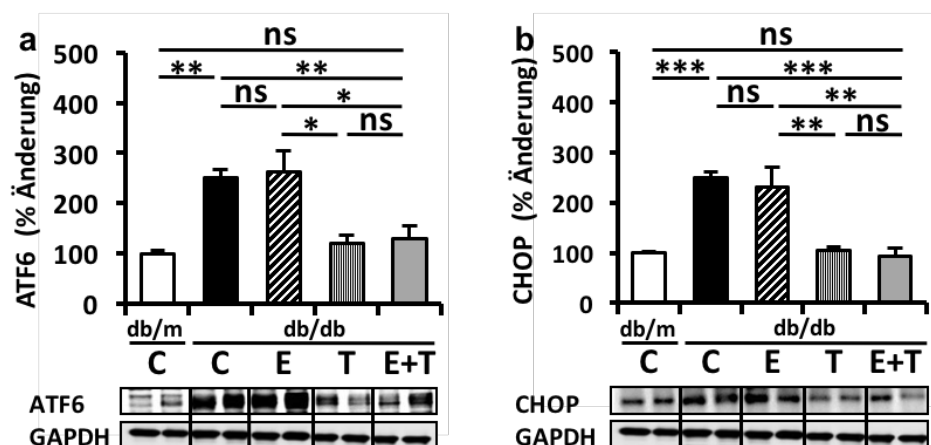 a
ns
500
** **
400
ns *
* ns
300
200
100
0
ATF6 (% Änderung)
db/m db/db
C C E T E+T
ATF6
GAPDH
b
ns
500
*** ***
400
ns **
** ns
300
200
100
0
CHOP (% Änderung)
db/m db/db
C C E T E+T
CHOP
GAPDH